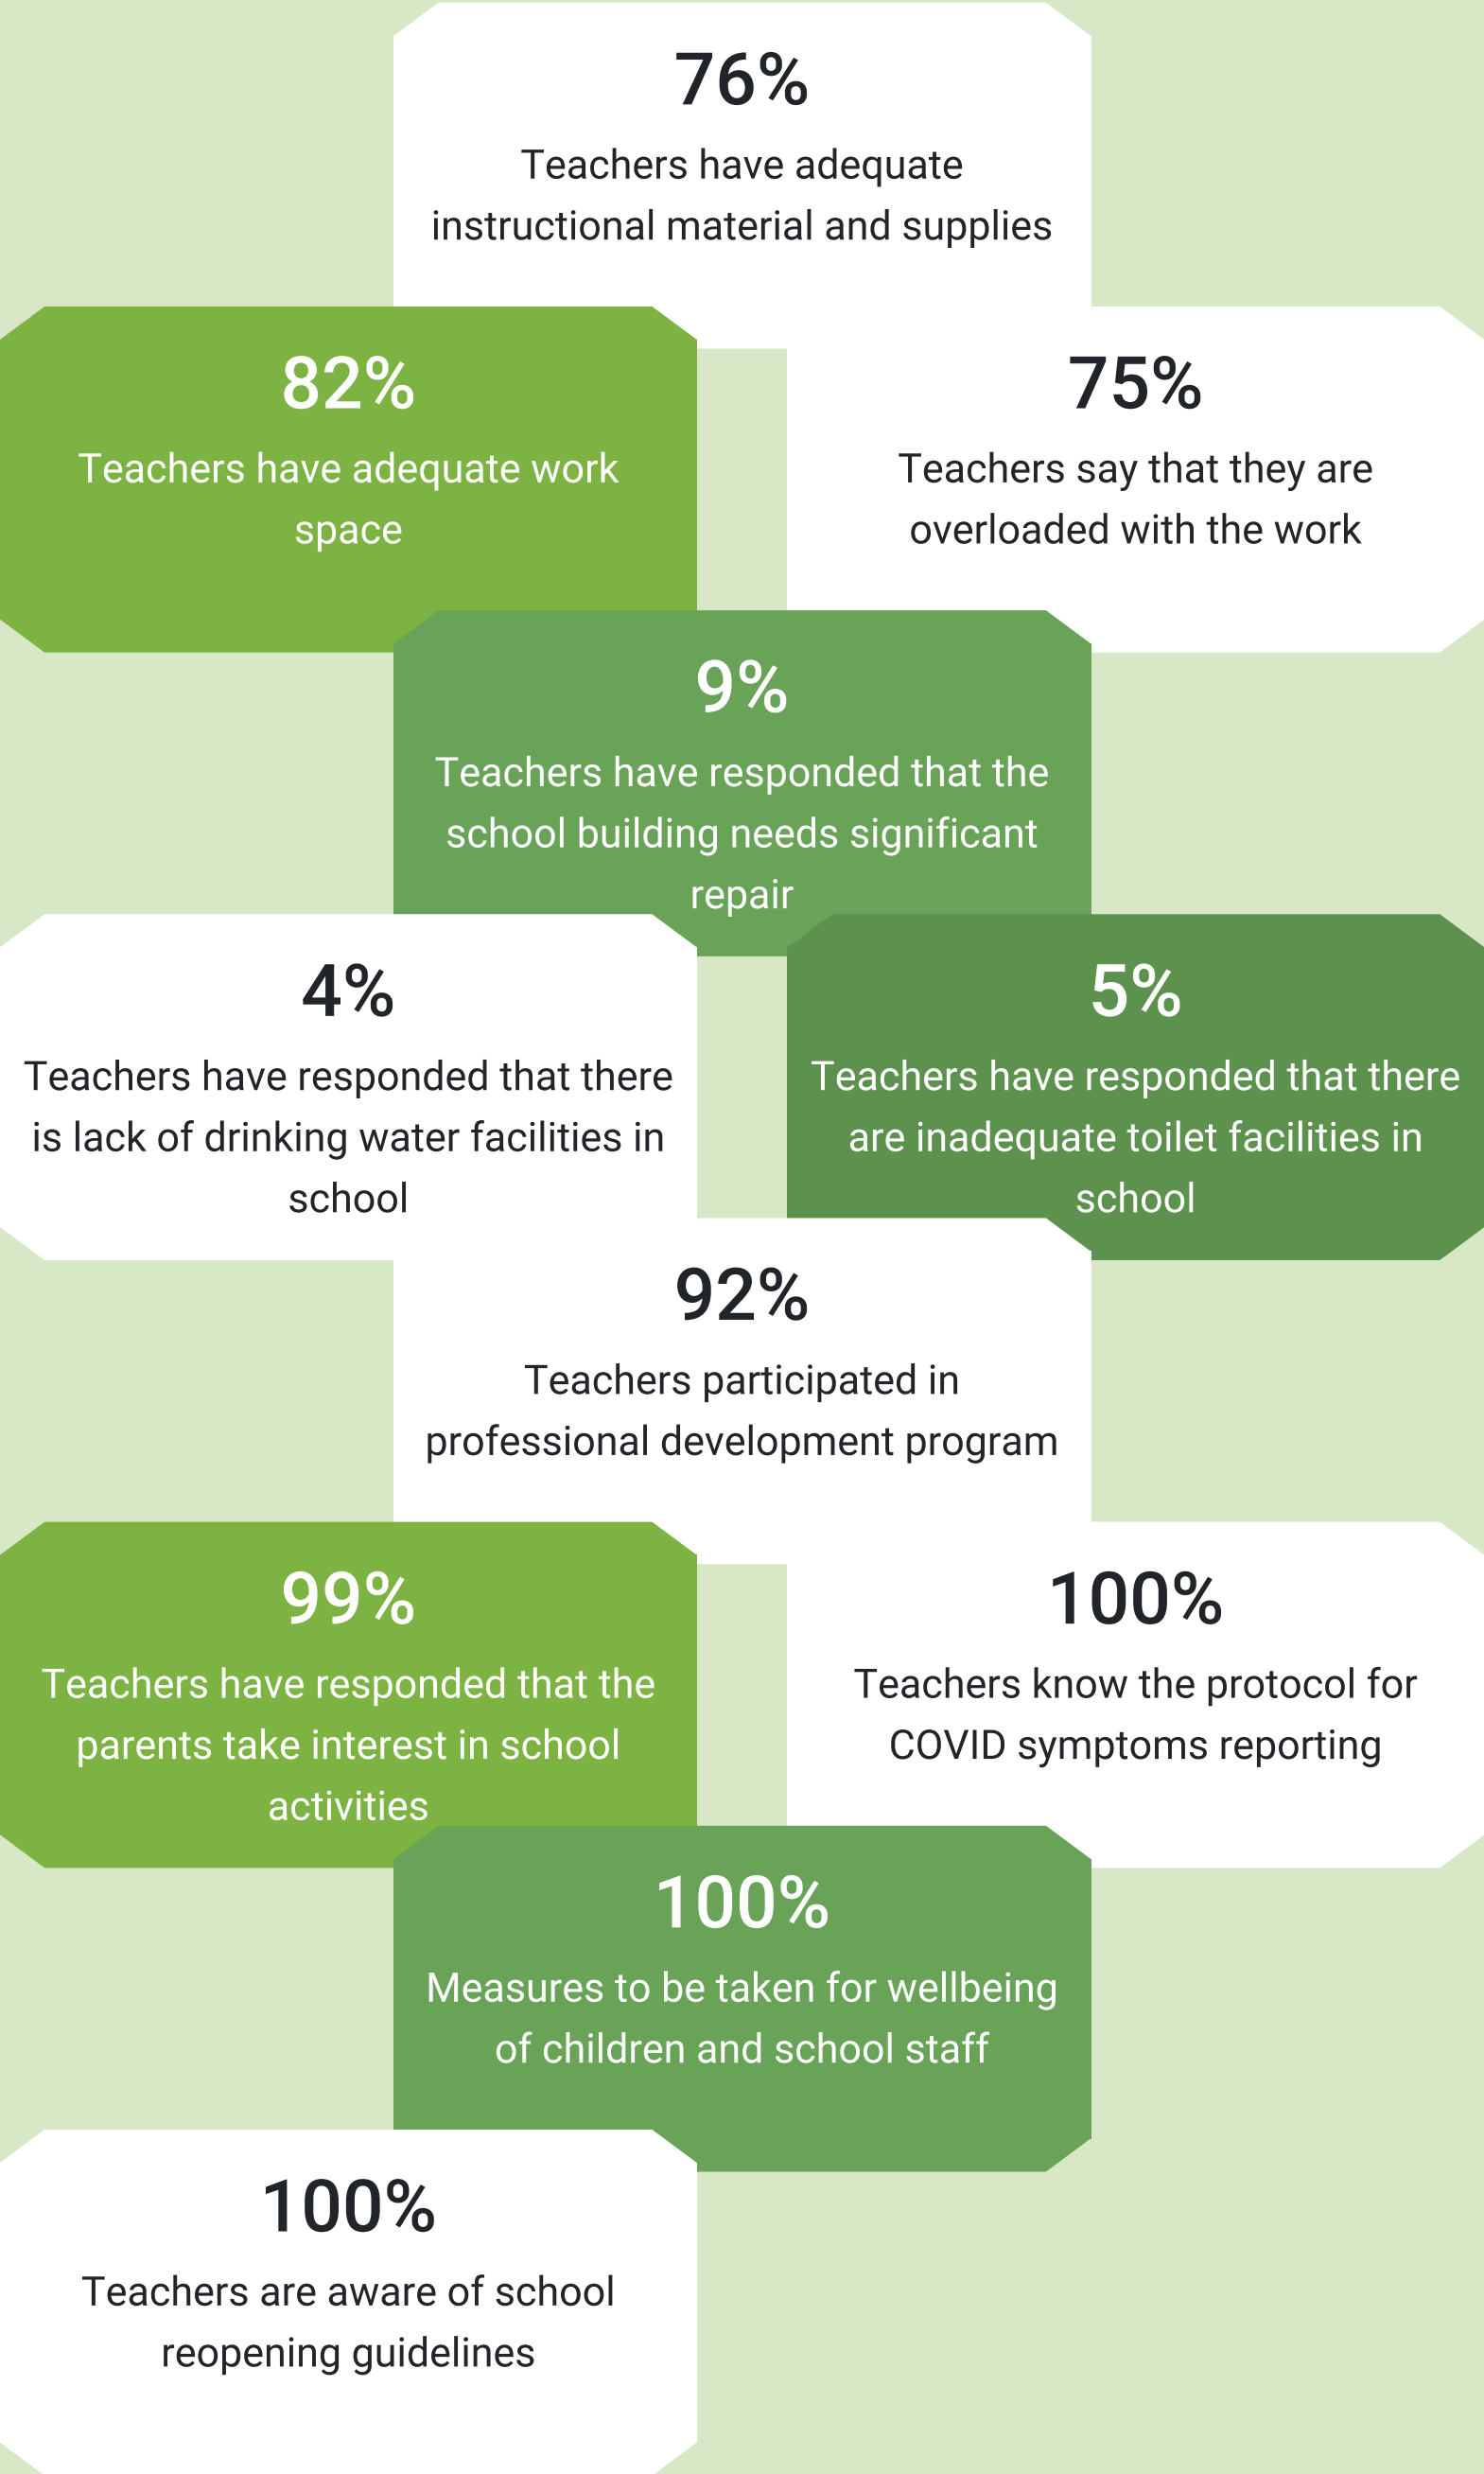 76%
Teachers have adequate
instructional material and supplies
82%
Teachers have adequate work
space
75%
Teachers say that they are
overloaded with the work
9%
Teachers have responded that the
school building needs significant
repair
4%
Teachers have responded that there
is lack of drinking water facilities in
school
5%
Teachers have responded that there
are inadequate toilet facilities in
school
92%
Teachers participated in
professional development program
99%
Teachers have responded that the
parents take interest in school
activities
100%
Teachers know the protocol for
COVID symptoms reporting
100%
Measures to be taken for wellbeing
of children and school staff
100%
Teachers are aware of school
reopening guidelines